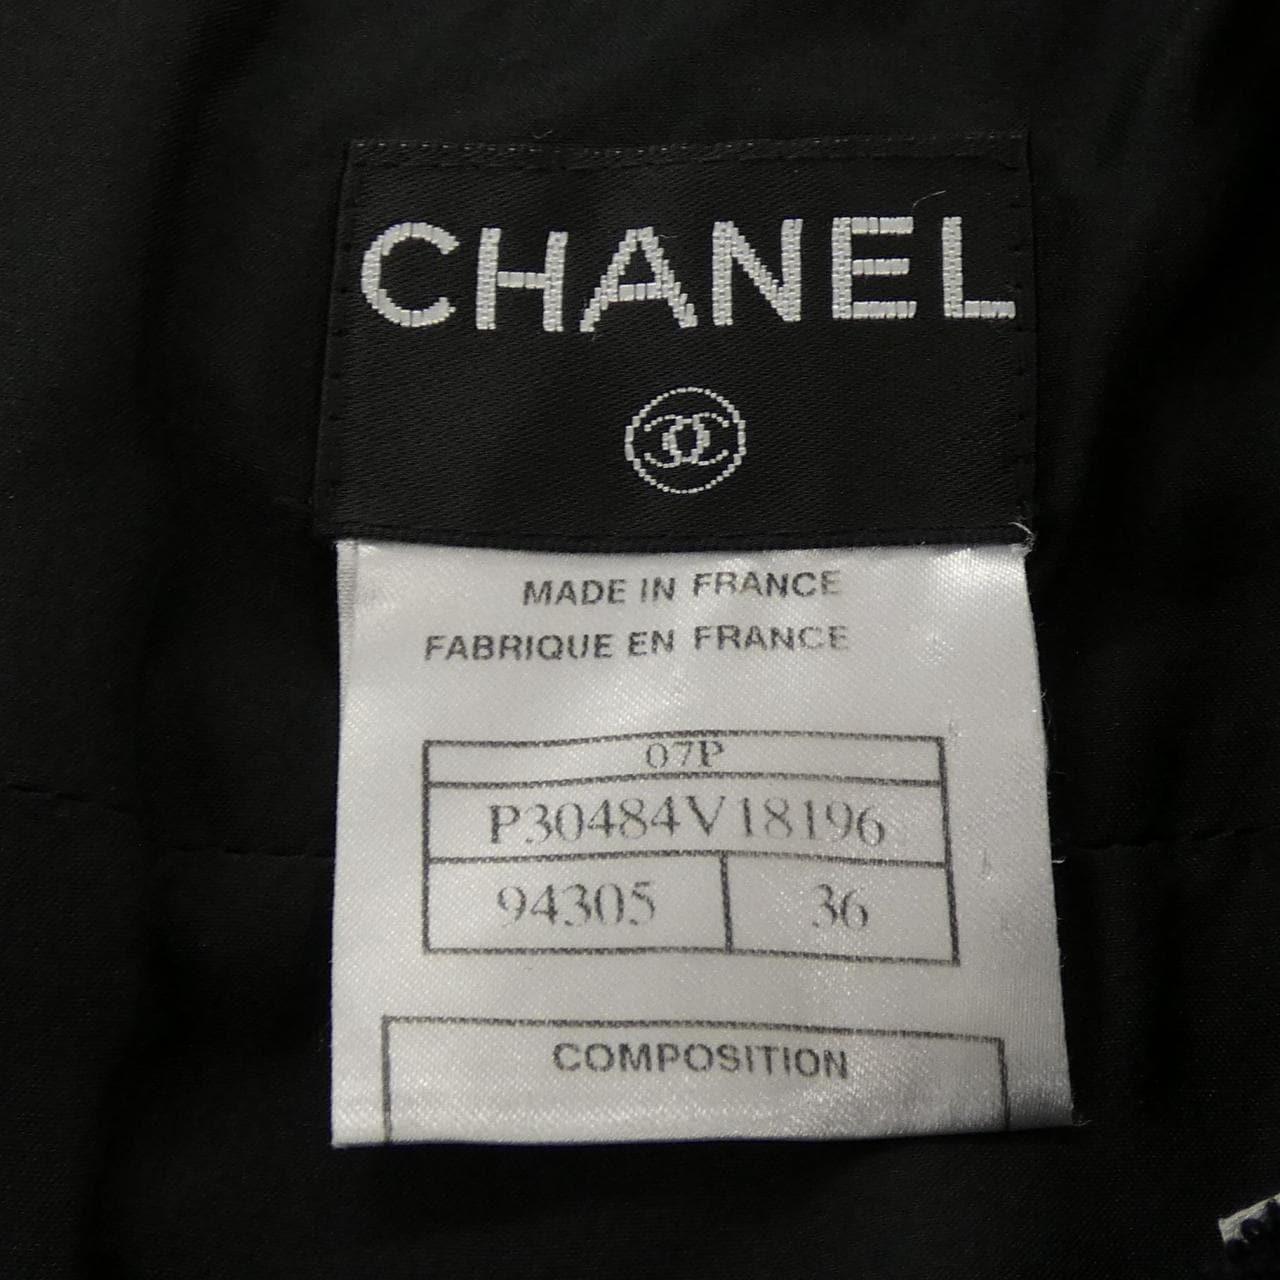 CHANEL
MADE IN FRANCE
FABRIQUE EN FRANCE
07P
P30484V18196
94305 36
COMPOSITION